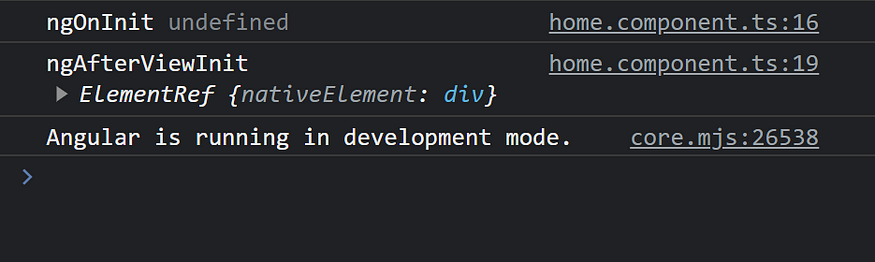 ngOnInit undefined home.component.ts:16
ngAfterViewInit home.component.ts:19
ElementRef {nativeElement: div}
Angular is running in development mode. core.mjs:26538